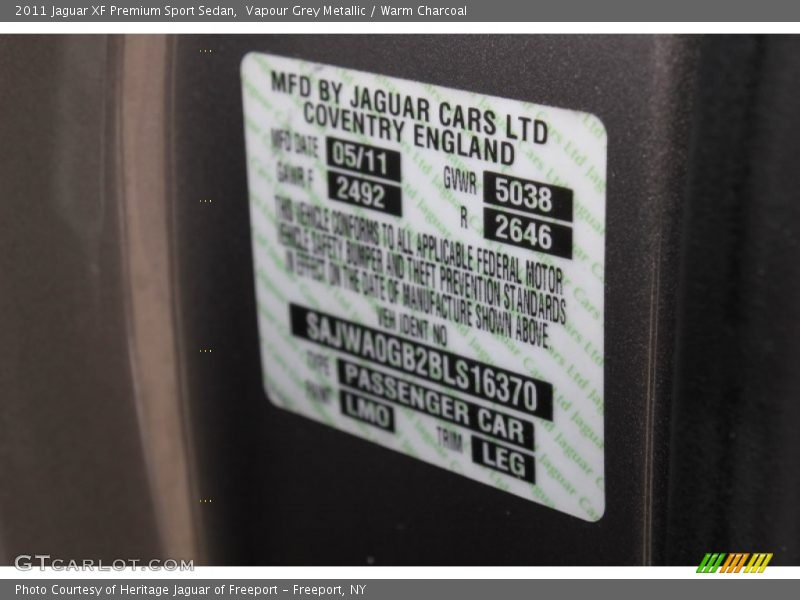 2011 Jaguar XF Premium Sport Sedan, Vapour Grey Metallic / Warm Charcoal
MFD BY JAGUAR CARS LTD
COVENTRY ENGLAND
MFD DATE 05/11 GVWR 5038
GAWR F 2492 R 2646
THIS VEHICLE CONFORMS TO ALL APPLICABLE FEDERAL MOTOR
VEHICLE SAFETY BUMPER AND THEFT PREVENTION STANDARDS
IN EFFECT ON THE DATE OF MANUFACTURE SHOWN ABOVE.
VEH IDENT NO
SAJWA0GB2BLS16370
TYPE PASSENGER CAR
PAINT LMO TRIM LEG
GTCARLOT.COM
Photo Courtesy of Heritage Jaguar of Freeport – Freeport, NY